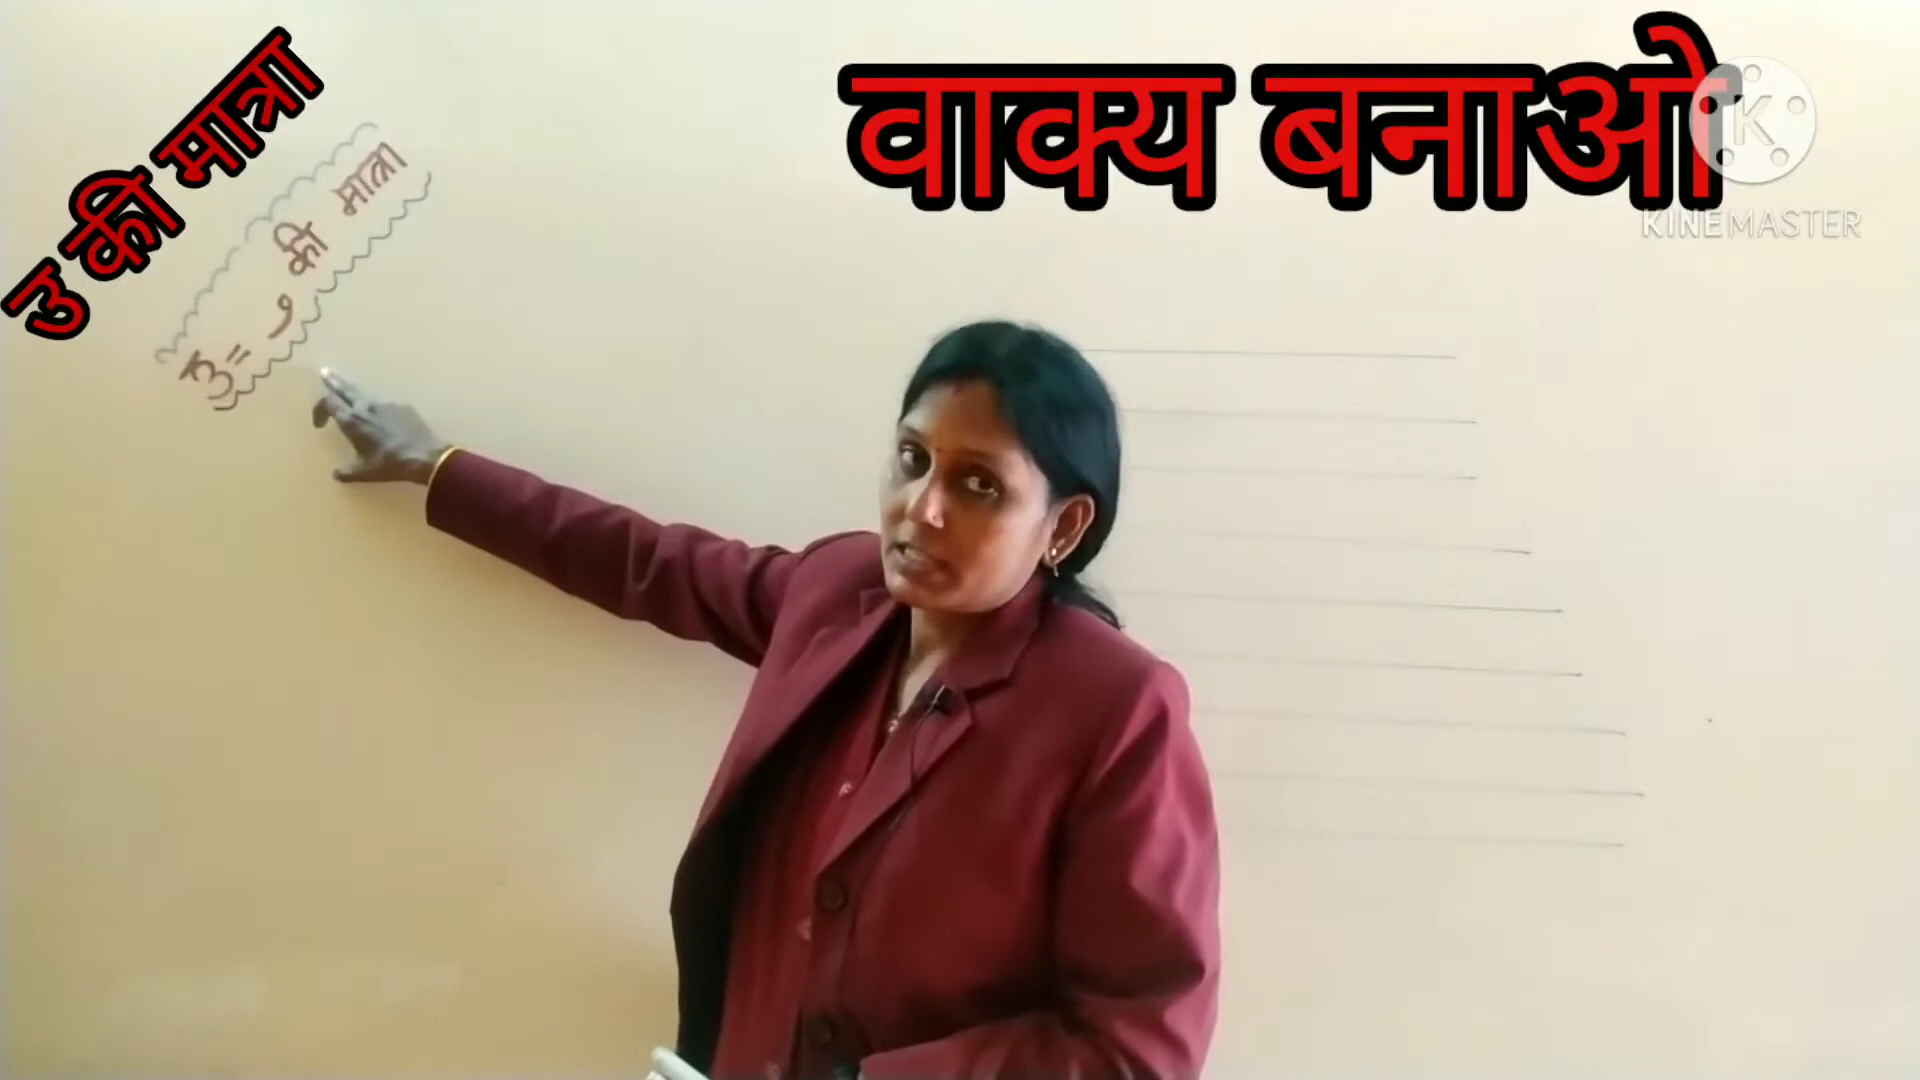 उ की मात्रा
वाक्य बनाओ
उ = ु की मात्रा
K
KINEMASTER